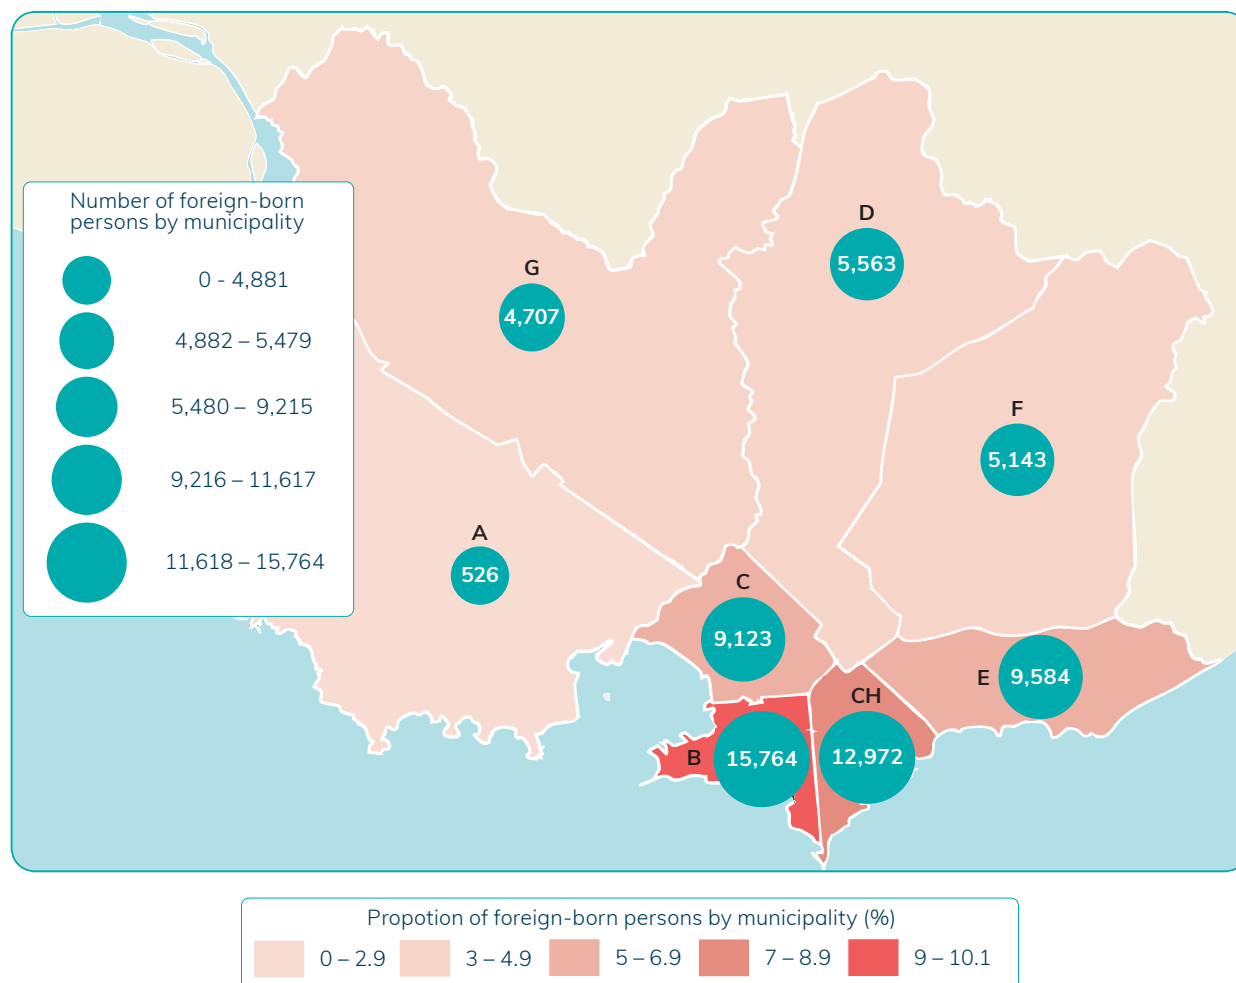 Number of foreign-born
persons by municipality
0 - 4,881
4,882 – 5,479
5,480 – 9,215
9,216 – 11,617
11,618 – 15,764
D
5,563
G
4,707
F
5,143
A
526
C
9,123
E
9,584
CH
12,972
B
15,764
Propotion of foreign-born persons by municipality (%)
0 – 2.9
3 – 4.9
5 – 6.9
7 – 8.9
9 – 10.1